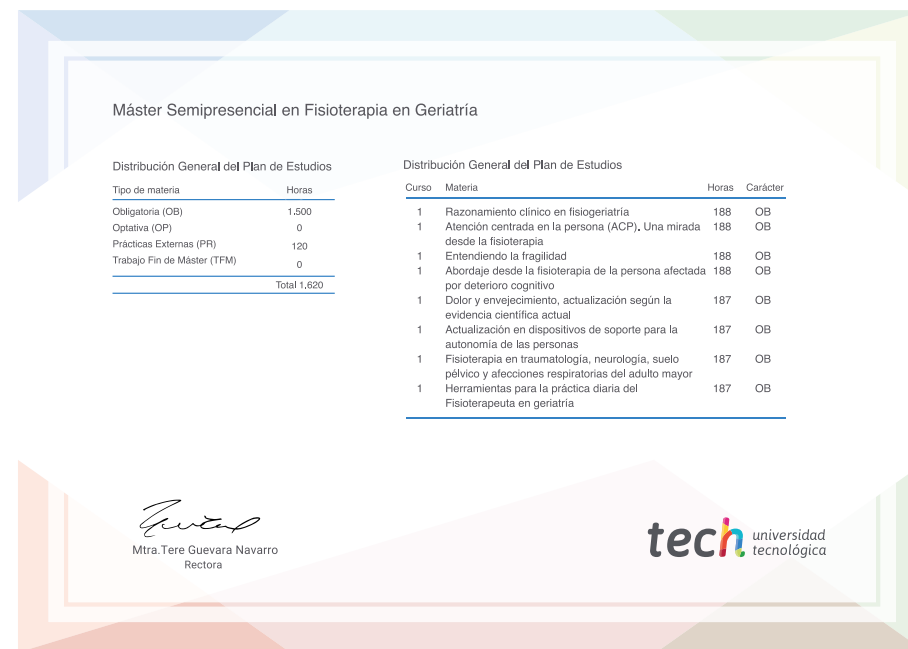 Máster Semipresencial en Fisioterapia en Geriatría
Distribución General del Plan de Estudios
Tipo de materia Horas
Obligatoria (OB) 1.500
Optativa (OP) 0
Prácticas Externas (PR) 120
Trabajo Fin de Máster (TFM) 0
Total 1,620
Distribución General del Plan de Estudios
Curso Materia Horas Carácter
1 Razonamiento clínico en fisiogeriatría 188 OB
1 Atención centrada en la persona (ACP). Una mirada 188 OB
desde la fisioterapia
1 Entendiendo la fragilidad 188 OB
1 Abordaje desde la fisioterapia de la persona afectada 188 OB
por deterioro cognitivo
1 Dolor y envejecimiento, actualización según la 187 OB
evidencia científica actual
1 Actualización en dispositivos de soporte para la 187 OB
autonomía de las personas
1 Fisioterapia en traumatología, neurología, suelo 187 OB
pélvico y afecciones respiratorias del adulto mayor
1 Herramientas para la práctica diaria del 187 OB
Fisioterapeuta en geriatría
Mtra.Tere Guevara Navarro
Rectora
tech universidad
tecnológica